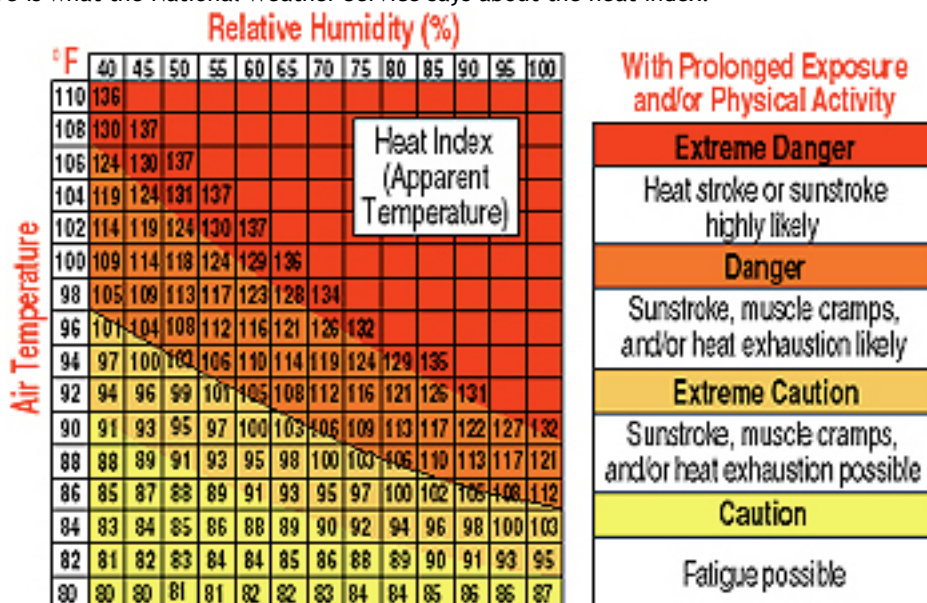 Relative Humidity (%)
°F 40 45 50 55 60 65 70 75 80 85 90 95 100
110 136
108 130 137
106 124 130 137
104 119 124 131 137
102 114 119 124 130 137
100 109 114 118 124 129 136
98 105 109 113 117 123 128 134
96 101 104 108 112 116 121 126 132
94 97 100 103 106 110 114 119 124 129 135
92 94 96 99 101 105 108 112 116 121 126 131
90 91 93 95 97 100 103 106 109 113 117 122 127 132
88 88 89 91 93 95 98 100 103 106 110 113 117 121
86 85 87 88 89 91 93 95 97 100 102 105 108 112
84 83 84 85 86 88 89 90 92 94 96 98 100 103
82 81 82 83 84 84 85 86 88 89 90 91 93 95
80 80 80 81 81 82 82 83 84 84 85 86 86 87
Air Temperature
Heat Index
(Apparent
Temperature)
With Prolonged Exposure
and/or Physical Activity
Extreme Danger
Heat stroke or sunstroke
highly likely
Danger
Sunstroke, muscle cramps,
and/or heat exhaustion likely
Extreme Caution
Sunstroke, muscle cramps,
and/or heat exhaustion possible
Caution
Fatigue possible